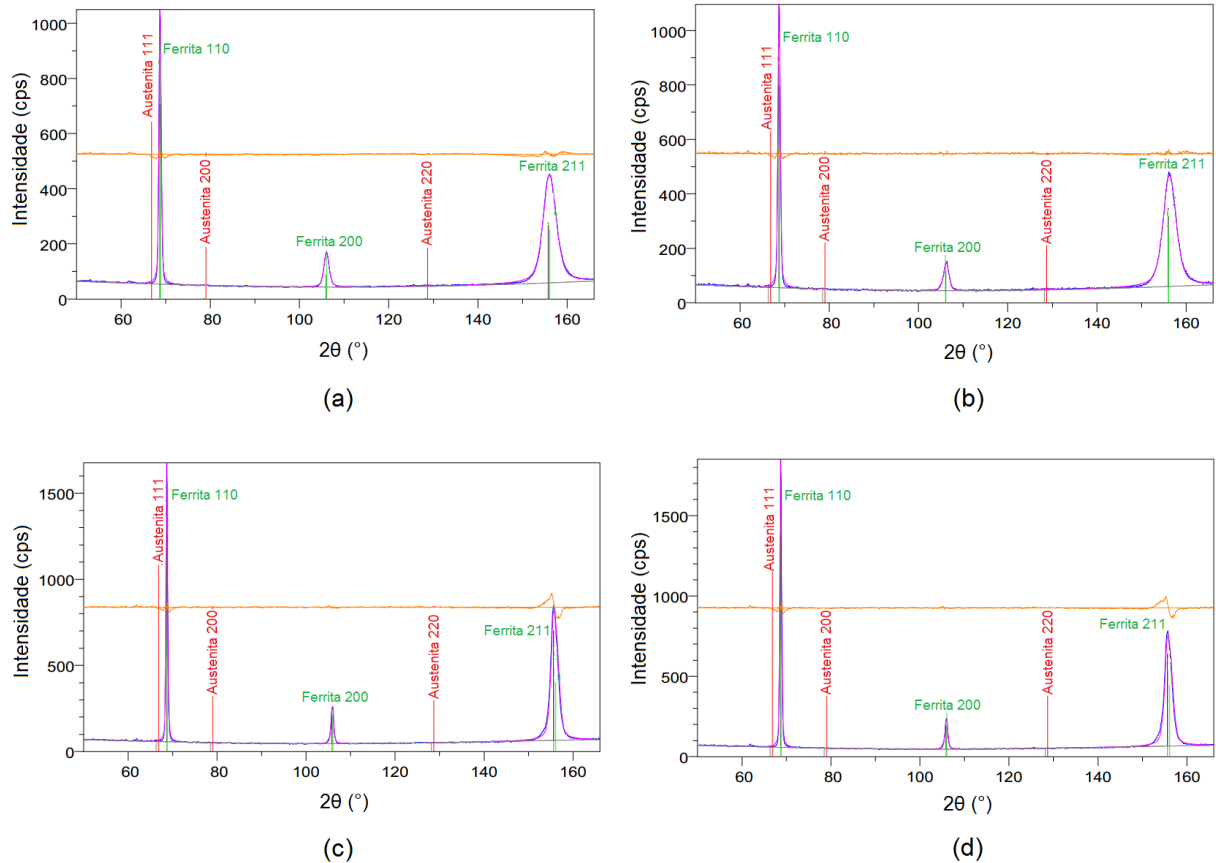 Intensidade (cps)
1000
800
600
400
200
0
Austenita 111
Ferrita 110
Austenita 200
Ferrita 200
Austenita 220
Ferrita 211
60
80
100
120
140
160
2θ (°)
(a)
Intensidade (cps)
1000
800
600
400
200
0
Austenita 111
Ferrita 110
Austenita 200
Ferrita 200
Austenita 220
Ferrita 211
60
80
100
120
140
160
2θ (°)
(b)
Intensidade (cps)
1500
1000
500
0
Austenita 111
Ferrita 110
Austenita 200
Ferrita 200
Austenita 220
Ferrita 211
60
80
100
120
140
160
2θ (°)
(c)
Intensidade (cps)
1500
1000
500
0
Austenita 111
Ferrita 110
Austenita 200
Ferrita 200
Austenita 220
Ferrita 211
60
80
100
120
140
160
2θ (°)
(d)